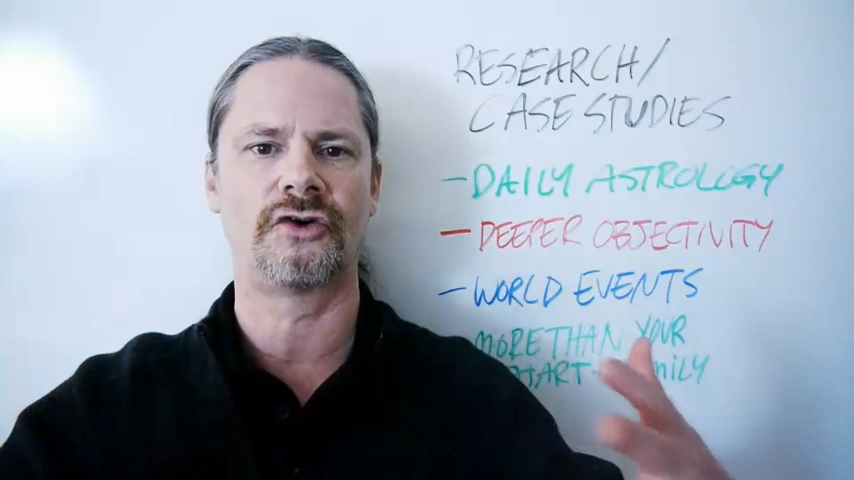 RESEARCH/
CASE STUDIES
- DAILY ASTROLOGY
- DEEPER OBJECTIVITY
- WORLD EVENTS
MORE THAN YOUR